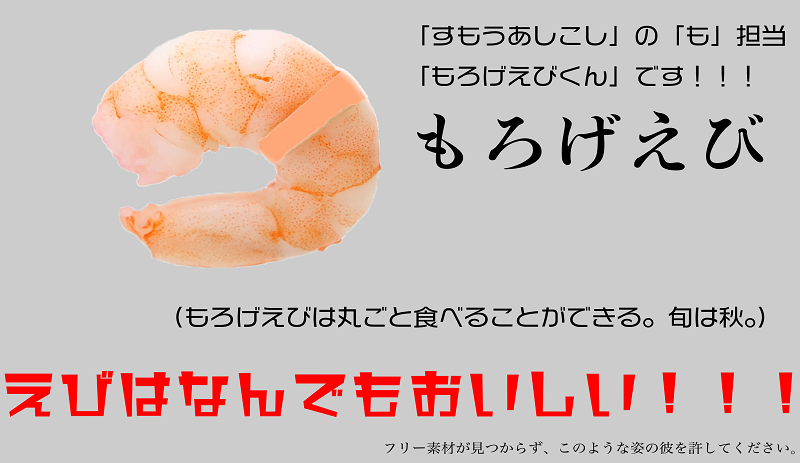 「すもうあしこし」の「も」担当
「もろげえびくん」です！！！
もろげえび
（もろげえびは丸ごと食べることができる。旬は秋。）
えびはなんでもおいしい！！！
フリー素材が見つからず、このような姿の彼を許してください。